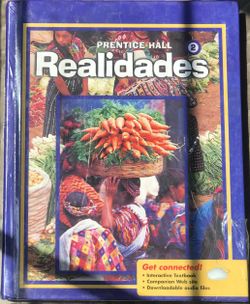 PRENTICE HALL
Realidades 2
Get connected!
• Interactive Textbook
• Companion Web site
• Downloadable audio files